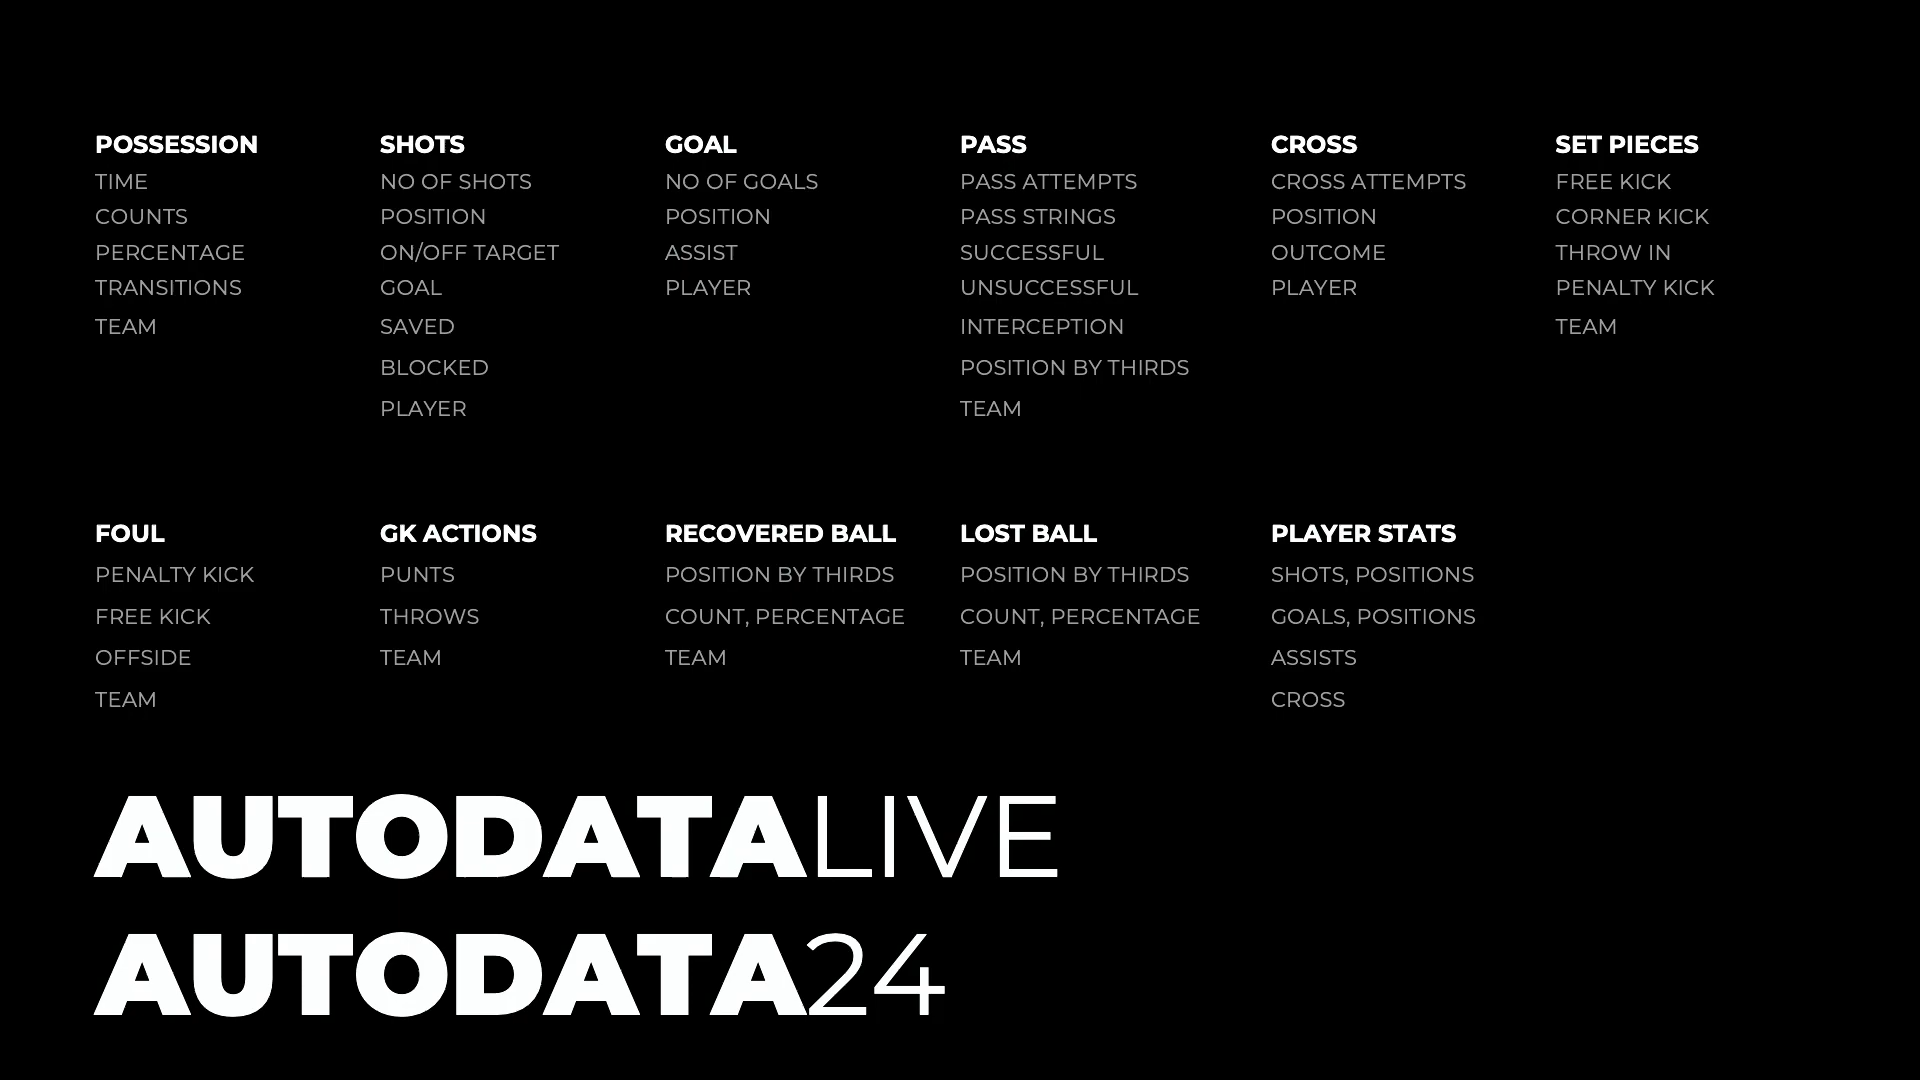 POSSESSION
TIME
COUNTS
PERCENTAGE
TRANSITIONS
TEAM
SHOTS
NO OF SHOTS
POSITION
ON/OFF TARGET
GOAL
SAVED
BLOCKED
PLAYER
GOAL
NO OF GOALS
POSITION
ASSIST
PLAYER
PASS
PASS ATTEMPTS
PASS STRINGS
SUCCESSFUL
UNSUCCESSFUL
INTERCEPTION
POSITION BY THIRDS
TEAM
CROSS
CROSS ATTEMPTS
POSITION
OUTCOME
PLAYER
SET PIECES
FREE KICK
CORNER KICK
THROW IN
PENALTY KICK
TEAM
FOUL
PENALTY KICK
FREE KICK
OFFSIDE
TEAM
GK ACTIONS
PUNTS
THROWS
TEAM
RECOVERED BALL
POSITION BY THIRDS
COUNT, PERCENTAGE
TEAM
LOST BALL
POSITION BY THIRDS
COUNT, PERCENTAGE
TEAM
PLAYER STATS
SHOTS, POSITIONS
GOALS, POSITIONS
ASSISTS
CROSS
AUTODATALIVE
AUTODATA24